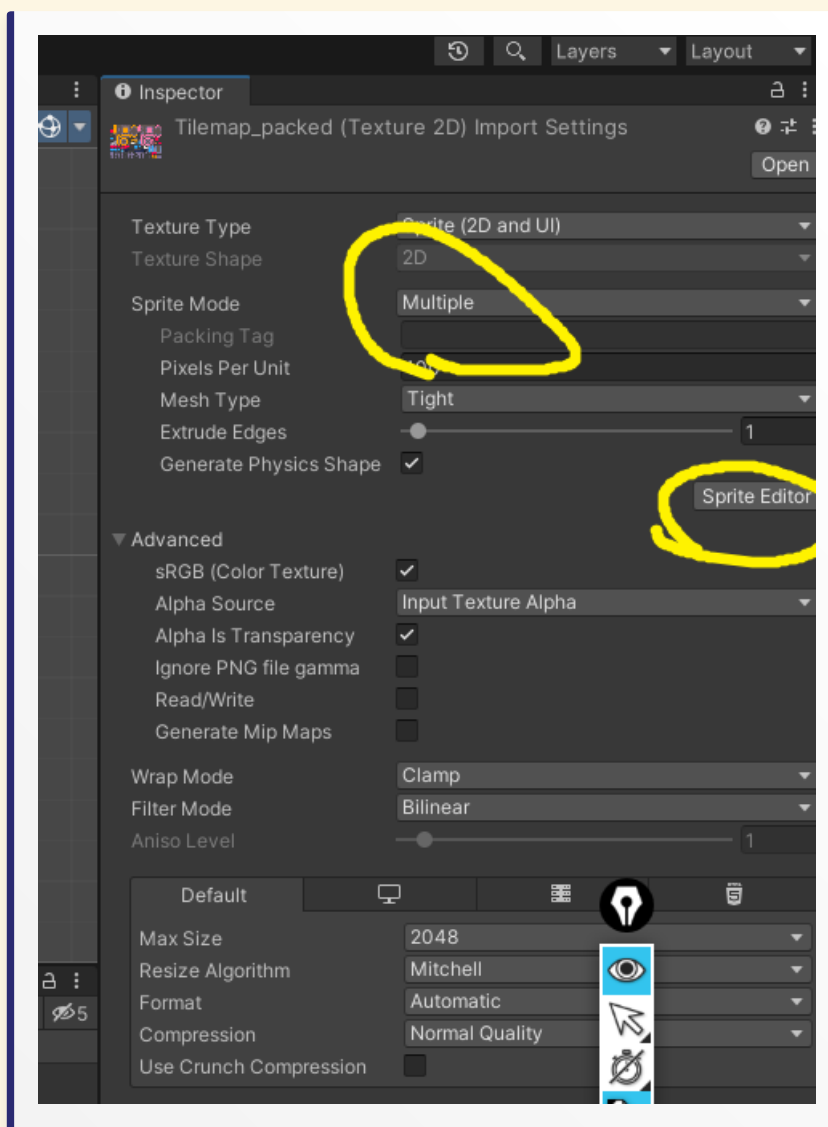 Layers Layout
Inspector
Tilemap_packed (Texture 2D) Import Settings
Open
Texture Type Sprite (2D and UI)
Texture Shape 2D
Sprite Mode Multiple
Packing Tag
Pixels Per Unit
Mesh Type Tight
Extrude Edges 1
Generate Physics Shape
Sprite Editor
Advanced
sRGB (Color Texture)
Alpha Source Input Texture Alpha
Alpha Is Transparency
Ignore PNG file gamma
Read/Write
Generate Mip Maps
Wrap Mode Clamp
Filter Mode Bilinear
Aniso Level 1
Default
Max Size 2048
Resize Algorithm Mitchell
Format Automatic
5
Compression Normal Quality
Use Crunch Compression